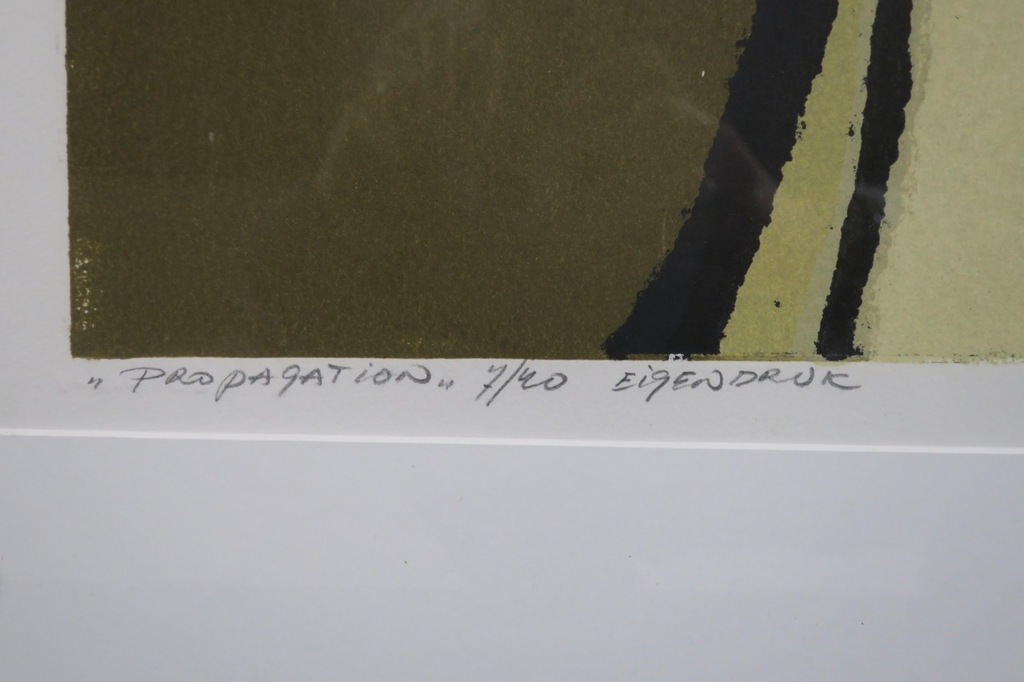 „ PROPAGATION „ 7/40 EIGENDRUK